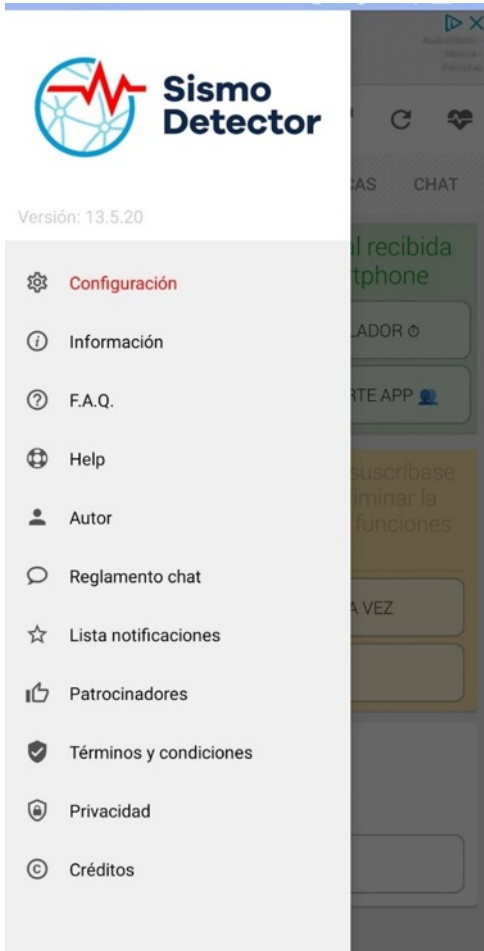 Sismo
Detector
Versión: 13.5.20
Configuración
Información
F.A.Q.
Help
Autor
Reglamento chat
Lista notificaciones
Patrocinadores
Términos y condiciones
Privacidad
Créditos
CHAT
al recibida
tphone
LADOR
RTE APP
suscríbase
iminar la
funciones
A VEZ